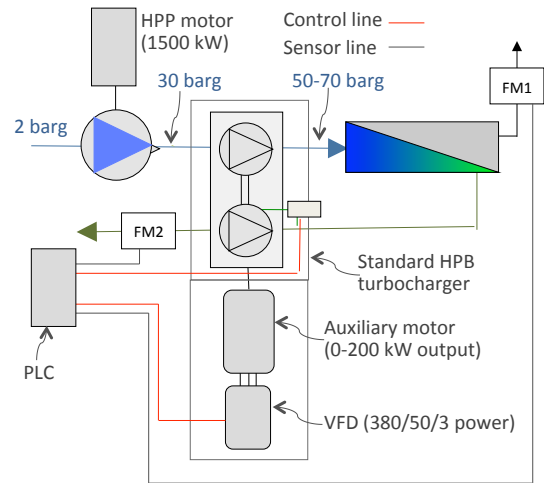 HPP motor
(1500 kW)
Control line
Sensor line
30 barg
50-70 barg
FM1
2 barg
FM2
Standard HPB
turbocharger
Auxiliary motor
(0-200 kW output)
PLC
VFD (380/50/3 power)